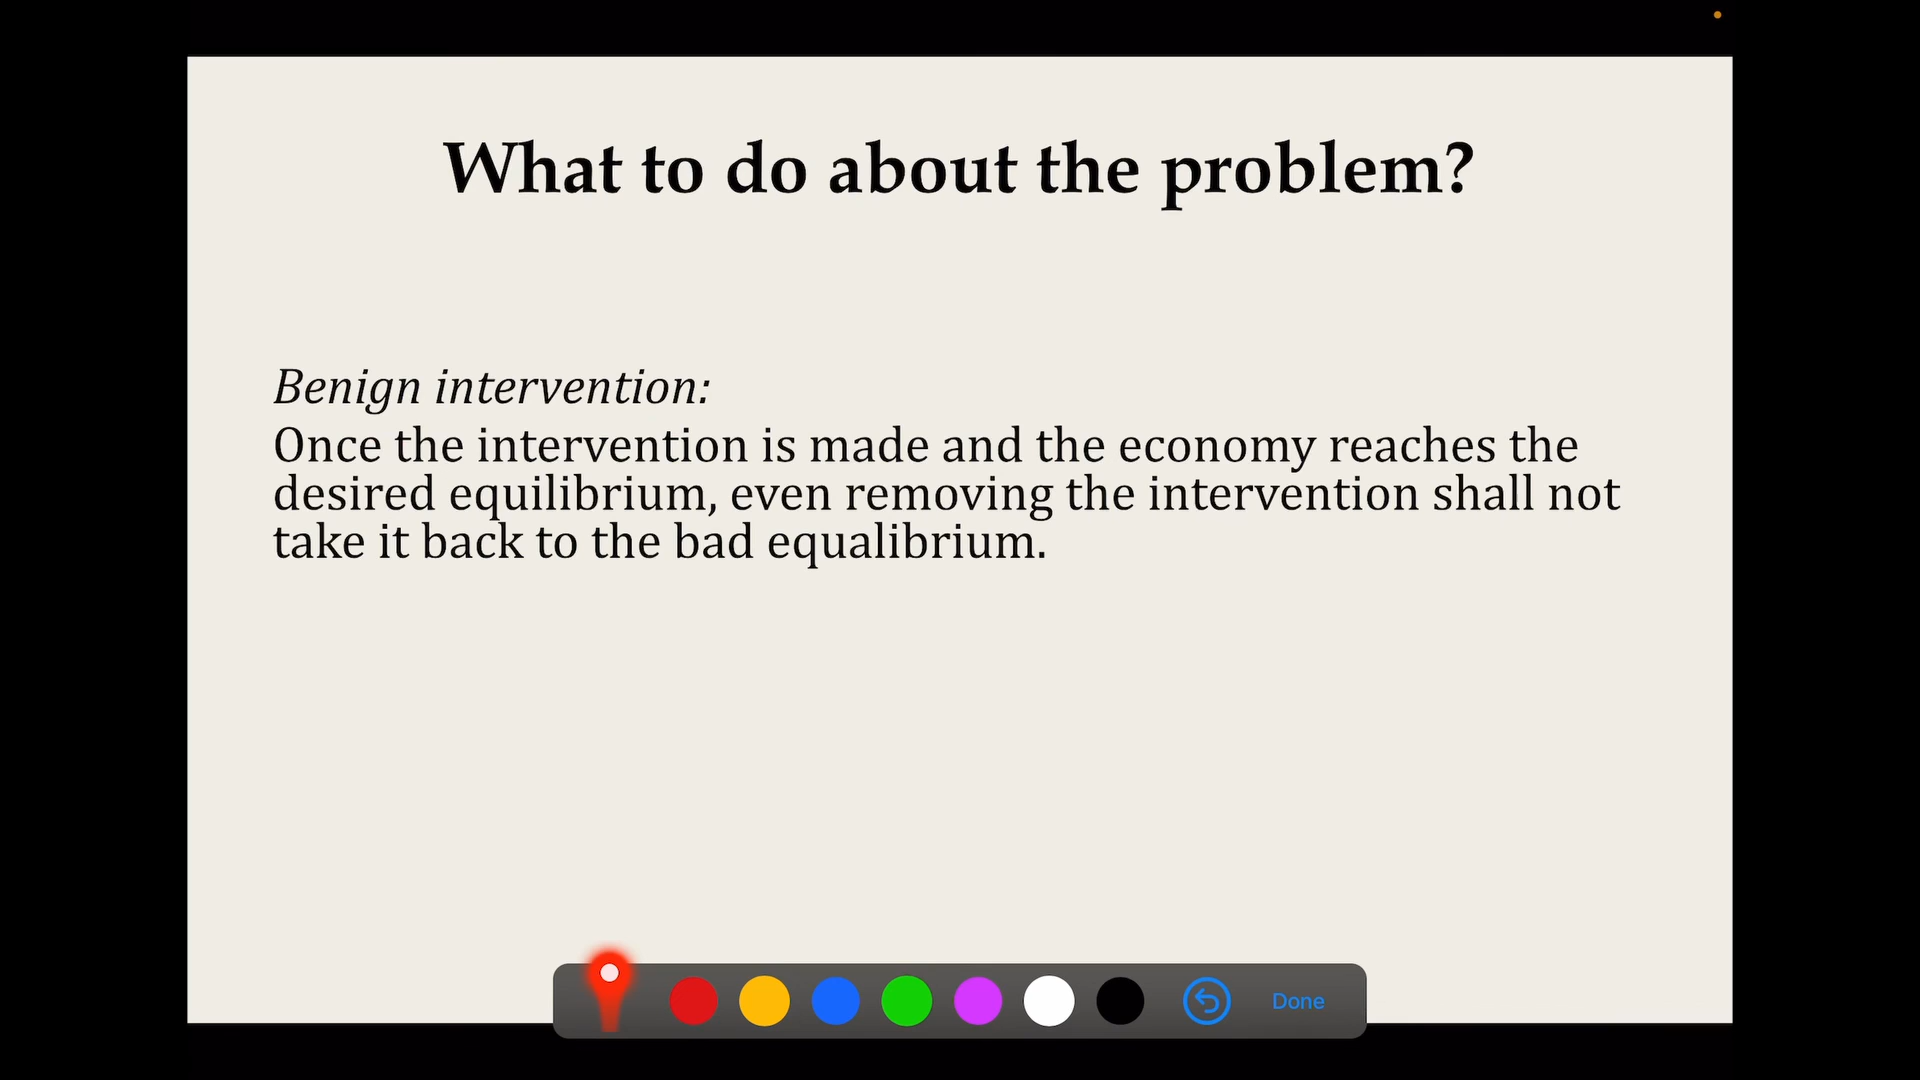 What to do about the problem?
Benign intervention:
Once the intervention is made and the economy reaches the
desired equilibrium, even removing the intervention shall not
take it back to the bad equalibrium.
Done